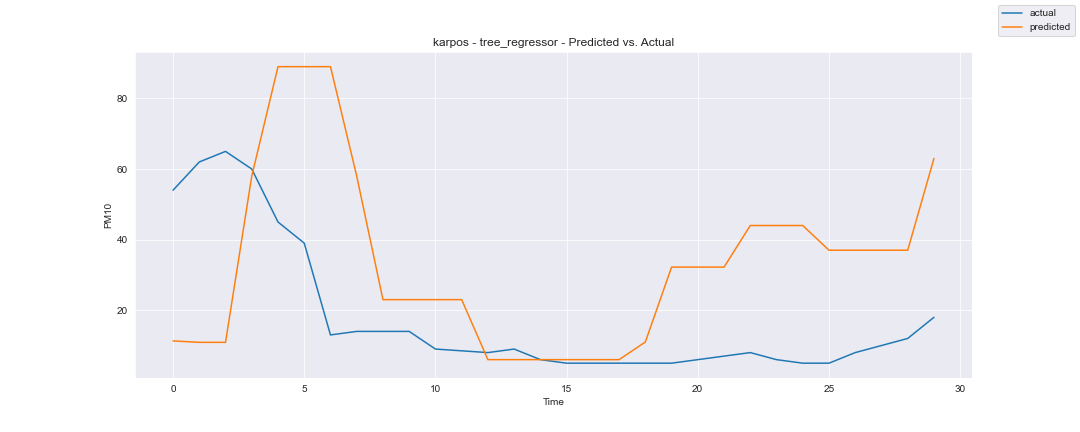 actual
predicted
karpos - tree_regressor - Predicted vs. Actual
80
60
40
20
PM10
0 5 10 15 20 25 30
Time